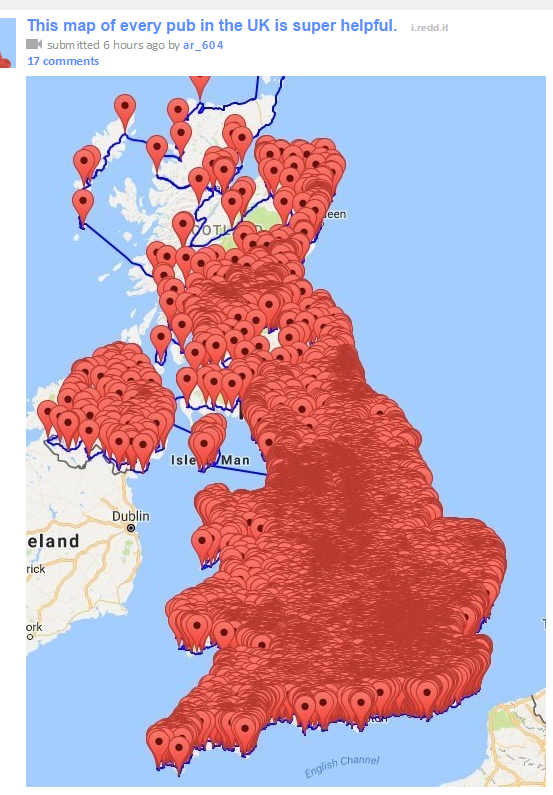 This map of every pub in the UK is super helpful. i.redd.it
submitted 6 hours ago by ar_604
17 comments
een
COTL D
Isle Man
Dublin
eland
rick
ork
English Channel